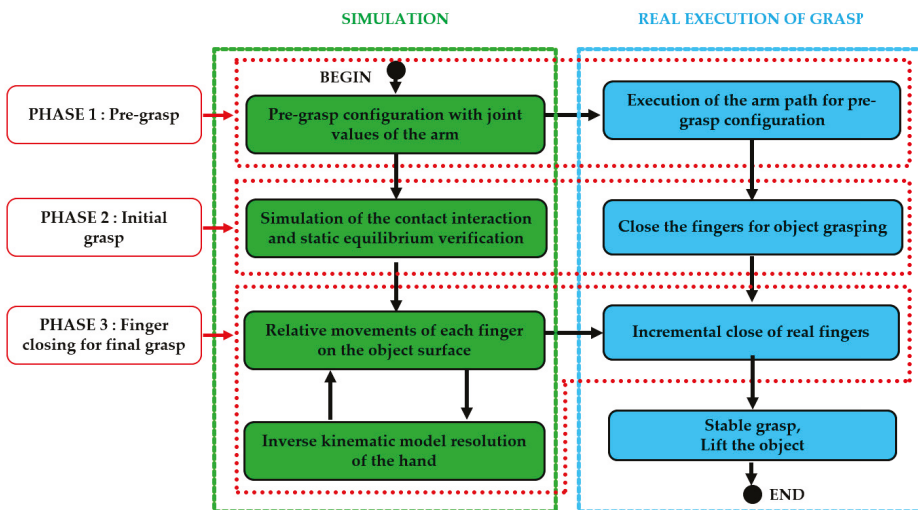 SIMULATION
REAL EXECUTION OF GRASP
BEGIN
PHASE 1 : Pre-grasp
Pre-grasp configuration with joint
values of the arm
Execution of the arm path for pre-
grasp configuration
PHASE 2 : Initial
grasp
Simulation of the contact interaction
and static equilibrium verification
Close the fingers for object grasping
PHASE 3 : Finger
closing for final grasp
Relative movements of each finger
on the object surface
Incremental close of real fingers
Inverse kinematic model resolution
of the hand
Stable grasp,
Lift the object
END